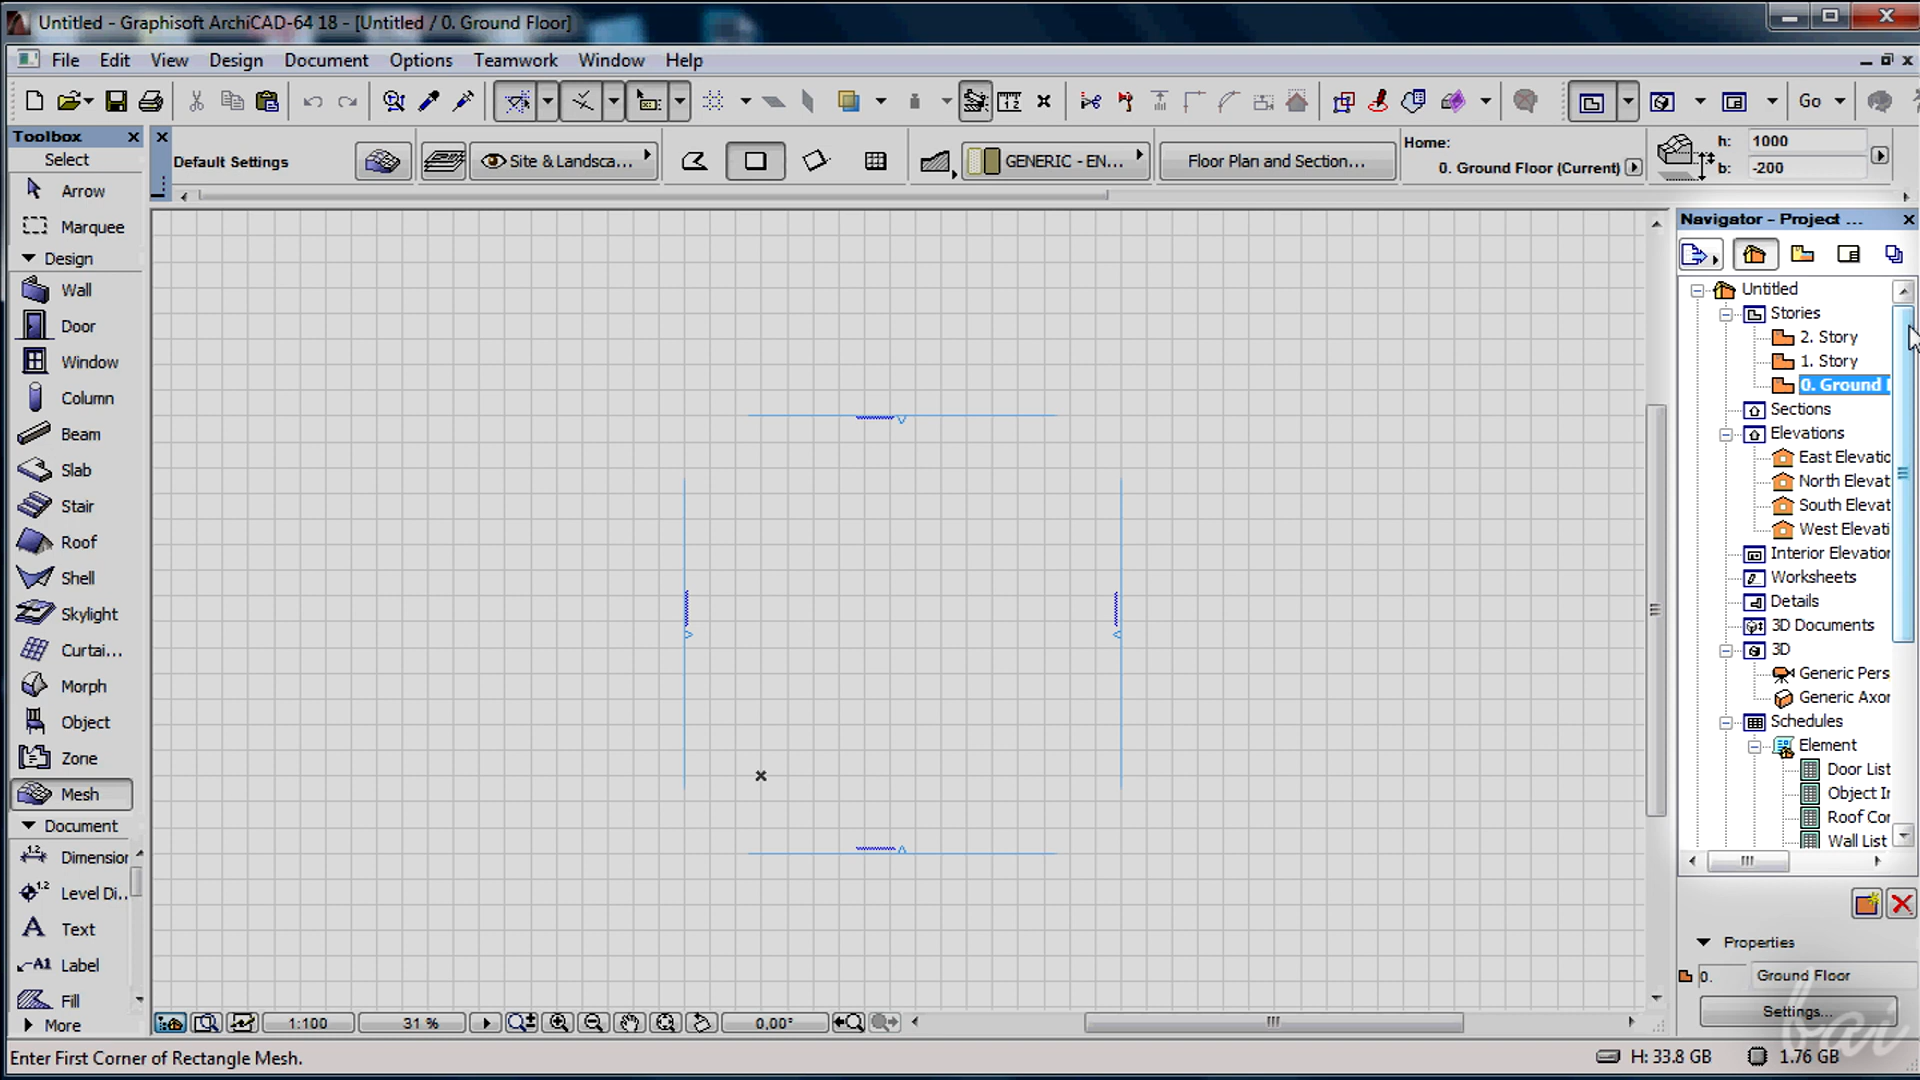 Untitled - Graphisoft ArchiCAD-64 18 - [Untitled / 0. Ground Floor]
File Edit View Design Document Options Teamwork Window Help
Go
Toolbox
Select
Arrow
Marquee
Design
Wall
Door
Window
Column
Beam
Slab
Stair
Roof
Shell
Skylight
Curtai...
Morph
Object
Zone
Mesh
Document
Dimension
Level Di..
Text
Label
Fill
More
Default Settings
Site & Landsca...
GENERIC - EN...
Floor Plan and Section...
Home:
0. Ground Floor (Current)
h: 1000
b: -200
Navigator - Project ...
Untitled
Stories
2. Story
1. Story
0. Ground
Sections
Elevations
East Elevatio
North Elevat
South Elevat
West Elevati
Interior Elevation
Worksheets
Details
3D Documents
3D
Generic Pers
Generic Axor
Schedules
Element
Door List
Object Ir
Roof Cor
Wall List
Properties
0. Ground Floor
Settings...
1:100 31 % 0,00°
Enter First Corner of Rectangle Mesh.
H: 33.8 GB 1.76 GB
bai